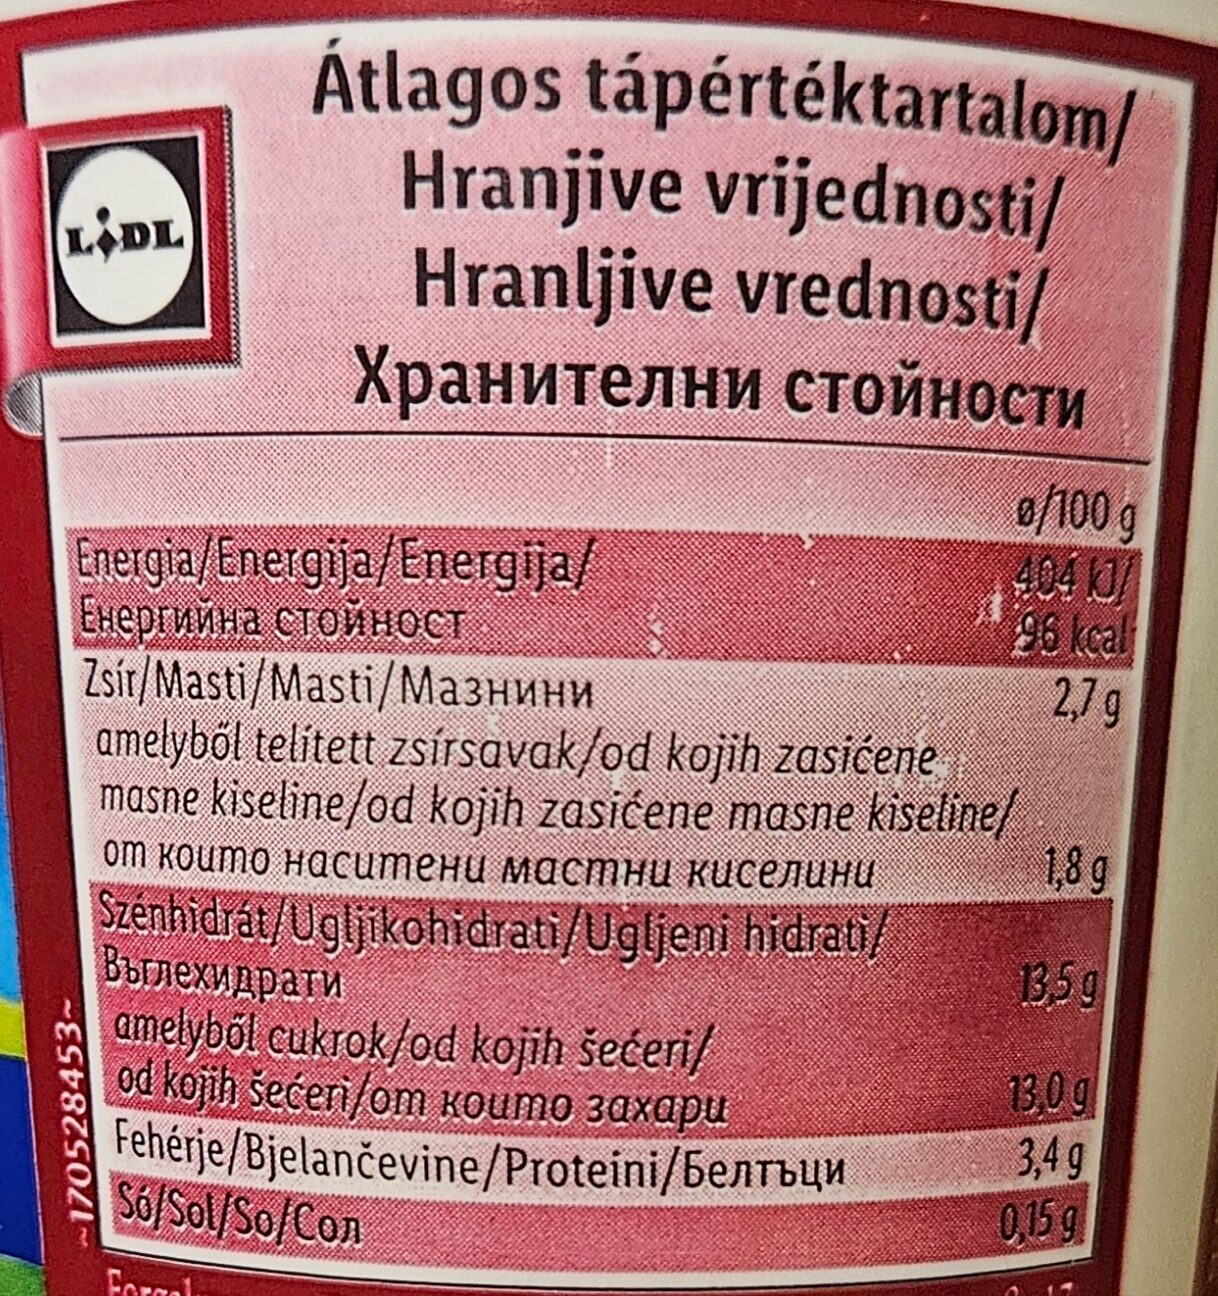 Átlagos tápértéktartalom/
Hranjive vrijednosti/
Hranljive vrednosti/
Хранителни стойности
LIDL
ø/100 g
Energia/Energija/Energija/ 404 kJ/
Енергийна стойност 96 kcal
Zsír/Masti/Masti/Мазнини 2,7 g
amelyből telített zsírsavak/od kojih zasićene
masne kiseline/od kojih zasićene masne kiseline/
от които наситени мастни киселини 1,8 g
Szénhidrát/Ugljikohidrati/Ugljeni hidrati/
Въглехидрати 13,5 g
amelyből cukrok/od kojih šećeri/
od kojih šećeri/от които захари 13,0 g
Fehérje/Bjelančevine/Proteini/Белтъци 3,4 g
Só/Sol/So/Сол 0,15 g
~170528453~